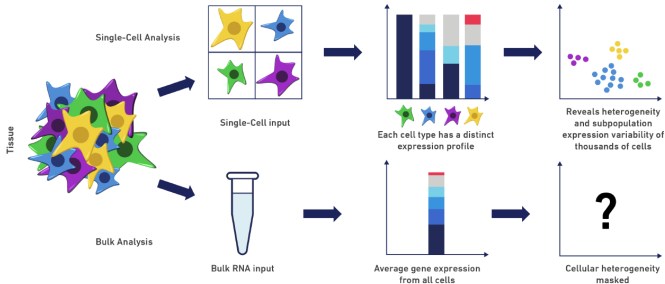 Single-Cell Analysis
Single-Cell input
Each cell type has a distinct
expression profile
Reveals heterogeneity
and subpopulation
expression variability of
thousands of cells
Tissue
Bulk Analysis
Bulk RNA input
Average gene expression
from all cells
?
Cellular heterogeneity
masked